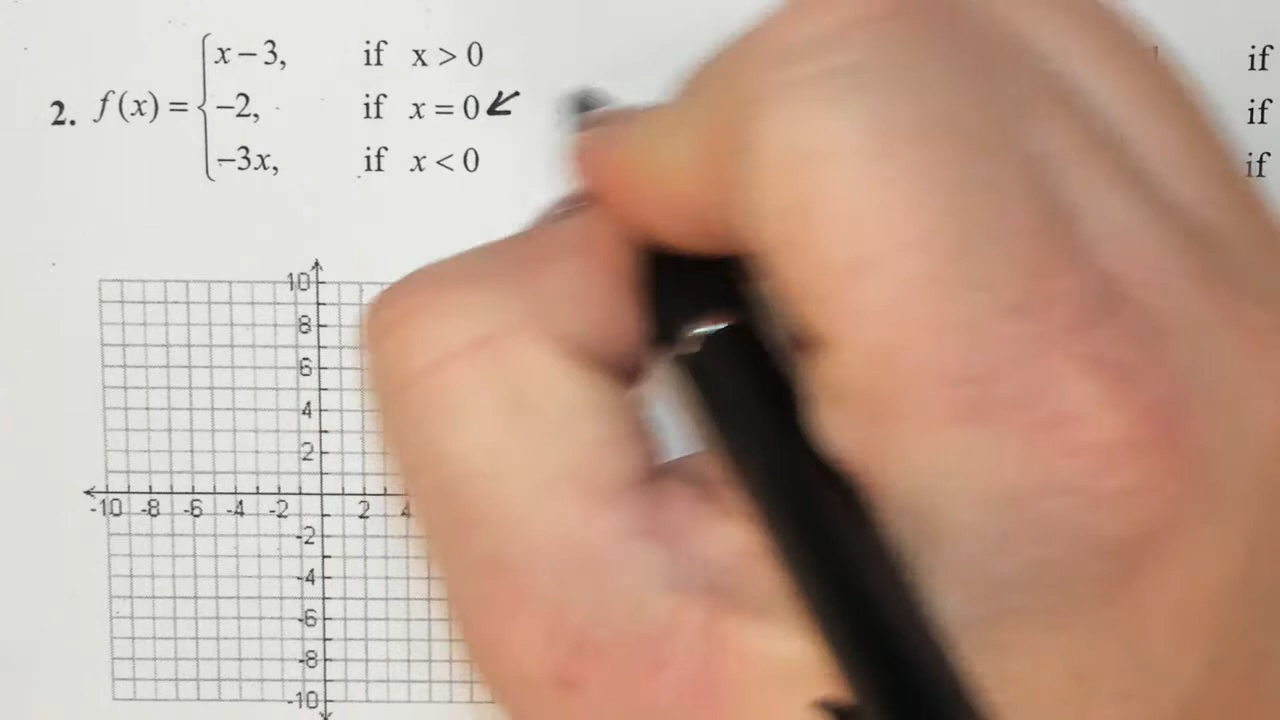 x − 3, if x > 0 if
2. f(x) = −2, if x = 0 if
−3x, if x < 0 if
10
8
6
4
2
-10 -8 -6 -4 -2 2 4
-2
-4
-6
-8
-10